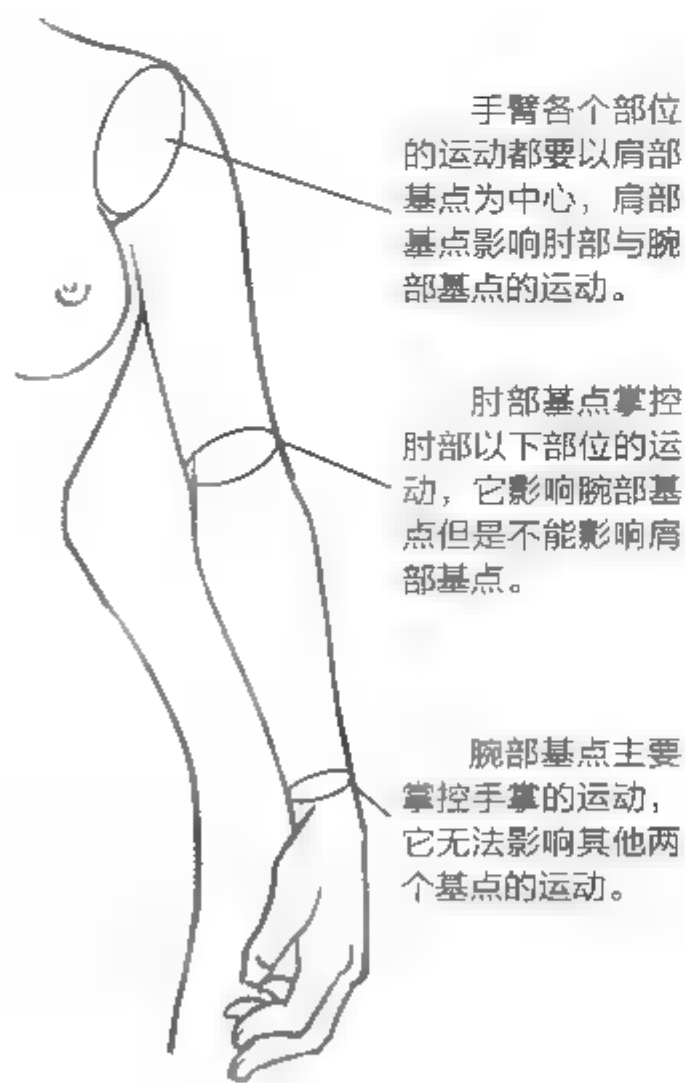 手臂各个部位
的运动都要以肩部
基点为中心，肩部
基点影响肘部与腕
部基点的运动。
肘部基点掌控
肘部以下部位的运
动，它影响腕部基
点但是不能影响肩
部基点。
腕部基点主要
掌控手掌的运动，
它无法影响其他两
个基点的运动。